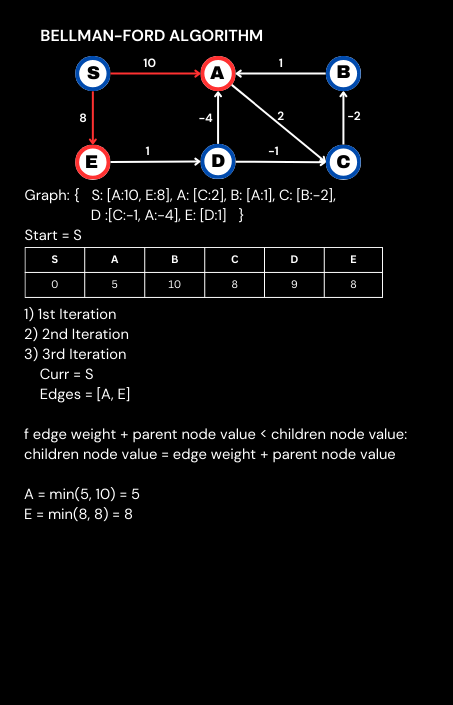 BELLMAN-FORD ALGORITHM
S 10 A 1 B
8 -4 2 -2
E 1 D -1 C
Graph: { S: [A:10, E:8], A: [C:2], B: [A:1], C: [B:-2],
D :[C:-1, A:-4], E: [D:1] }
Start = S
S A B C D E
0 5 10 8 9 8
1) 1st Iteration
2) 2nd Iteration
3) 3rd Iteration
Curr = S
Edges = [A, E]
f edge weight + parent node value < children node value:
children node value = edge weight + parent node value
A = min(5, 10) = 5
E = min(8, 8) = 8